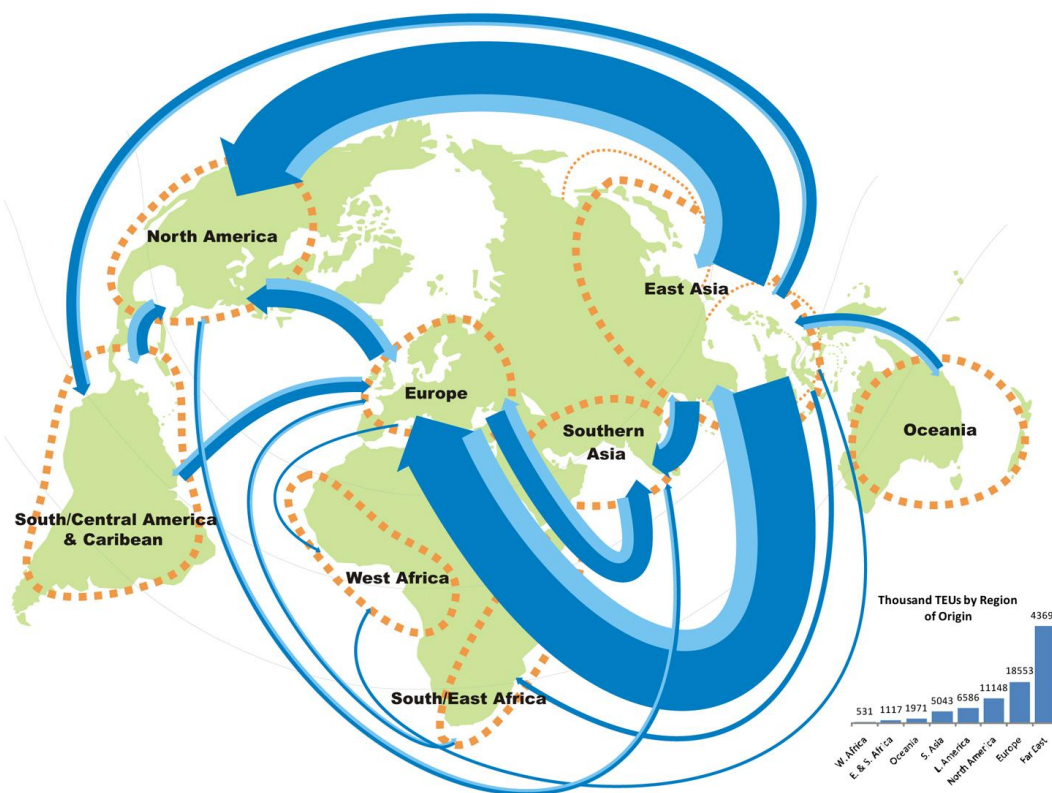 North America
East Asia
Europe
Southern
Asia
Oceania
South/Central America
& Caribean
West Africa
South/East Africa
Thousand TEUs by Region
of Origin
531
1117
1971
5043
6586
11148
18553
4369
W. Africa
E. & S. Africa
Oceania
S. Asia
L. America
North America
Europe
Far East